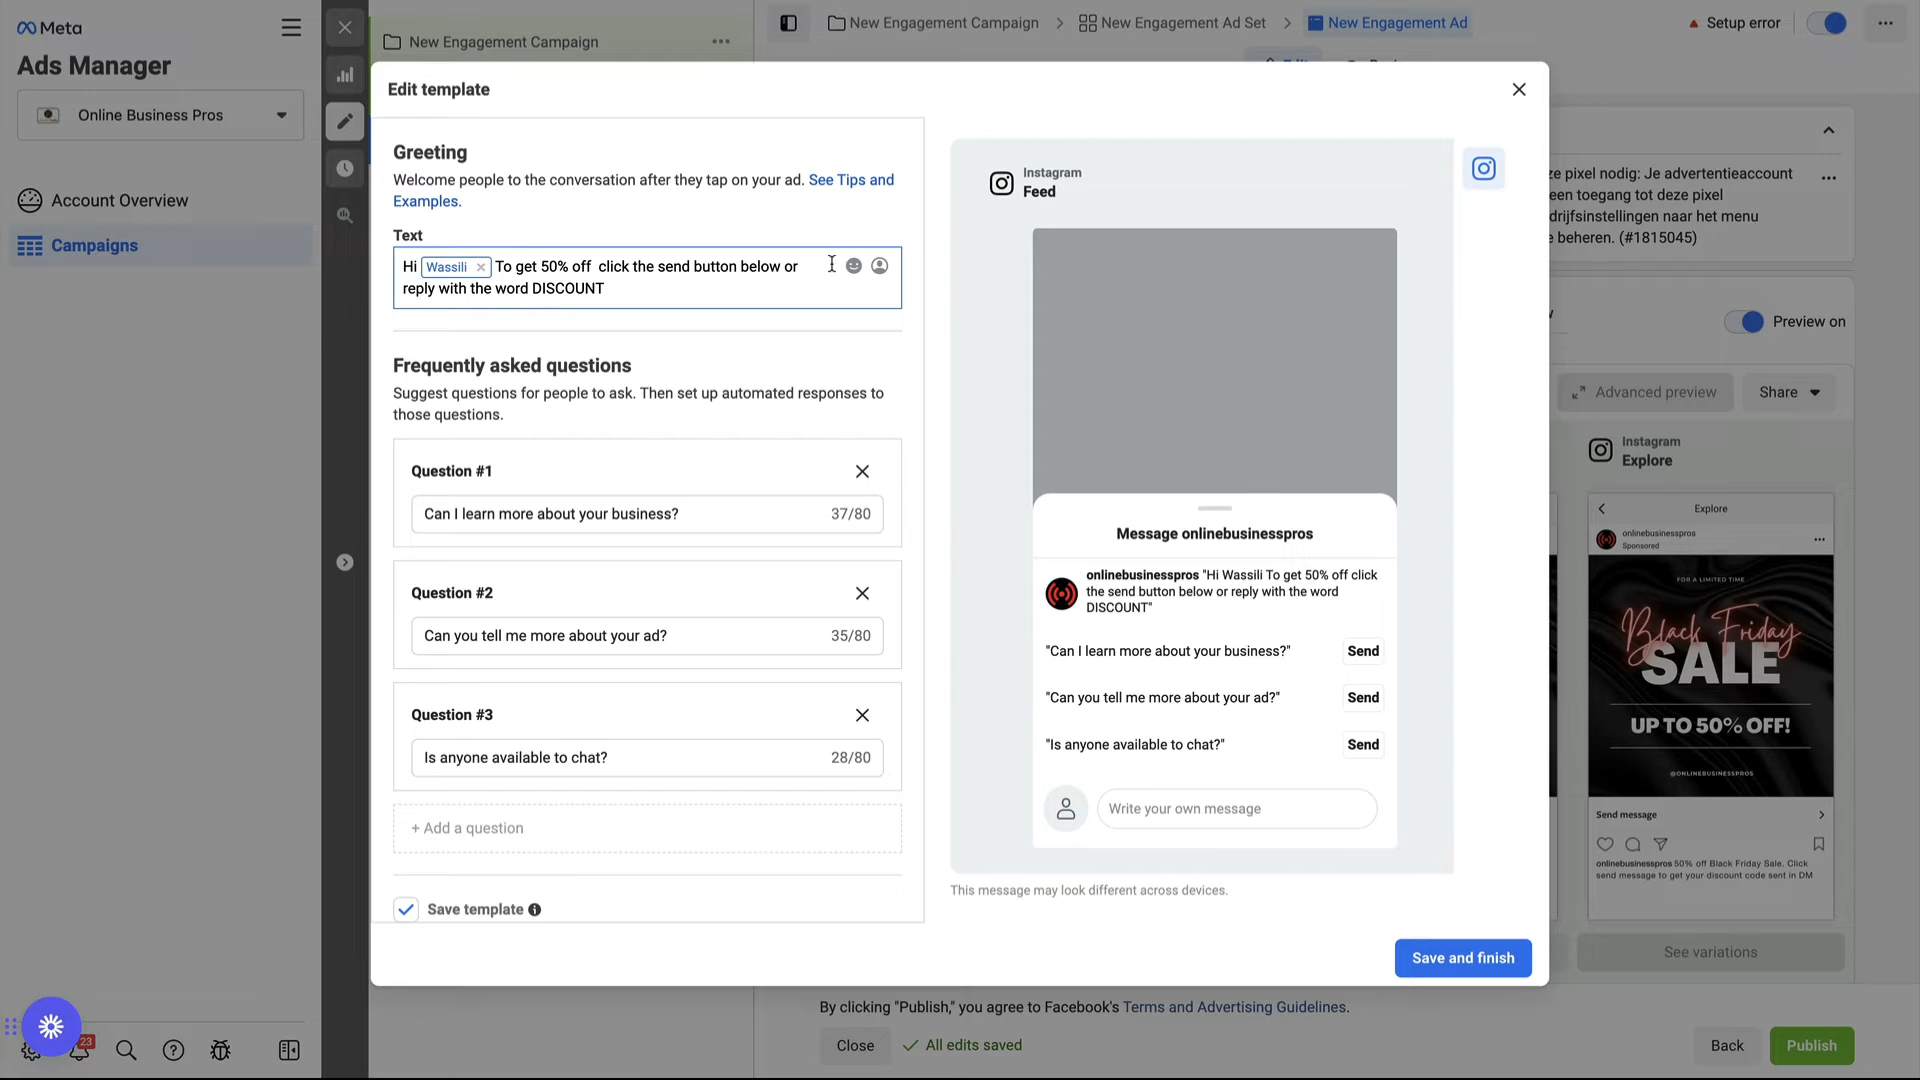 Meta
Ads Manager
Online Business Pros
Account Overview
Campaigns
23
New Engagement Campaign
New Engagement Campaign
New Engagement Ad Set
New Engagement Ad
Setup error
Edit template
Greeting
Welcome people to the conversation after they tap on your ad. See Tips and
Examples.
Text
Hi Wassili To get 50% off  click the send button below or
reply with the word DISCOUNT
Frequently asked questions
Suggest questions for people to ask. Then set up automated responses to
those questions.
Question #1
Can I learn more about your business? 37/80
Question #2
Can you tell me more about your ad? 35/80
Question #3
Is anyone available to chat? 28/80
+ Add a question
Save template
Instagram
Feed
Message onlinebusinesspros
onlinebusinesspros "Hi Wassili To get 50% off click
the send button below or reply with the word
DISCOUNT"
"Can I learn more about your business?" Send
"Can you tell me more about your ad?" Send
"Is anyone available to chat?" Send
Write your own message
This message may look different across devices.
Save and finish
ze pixel nodig: Je advertentieaccount
een toegang tot deze pixel
drijfsinstellingen naar het menu
e beheren. (#1815045)
Preview on
Advanced preview
Share
Instagram
Explore
Explore
onlinebusinesspros
Sponsored
FOR A LIMITED TIME
Black Friday
SALE
UP TO 50% OFF!
@ONLINEBUSINESSPROS
Send message
onlinebusinesspros 50% off Black Friday Sale. Click
send message to get your discount code sent in DM
See variations
By clicking "Publish," you agree to Facebook's Terms and Advertising Guidelines.
Close
All edits saved
Back
Publish